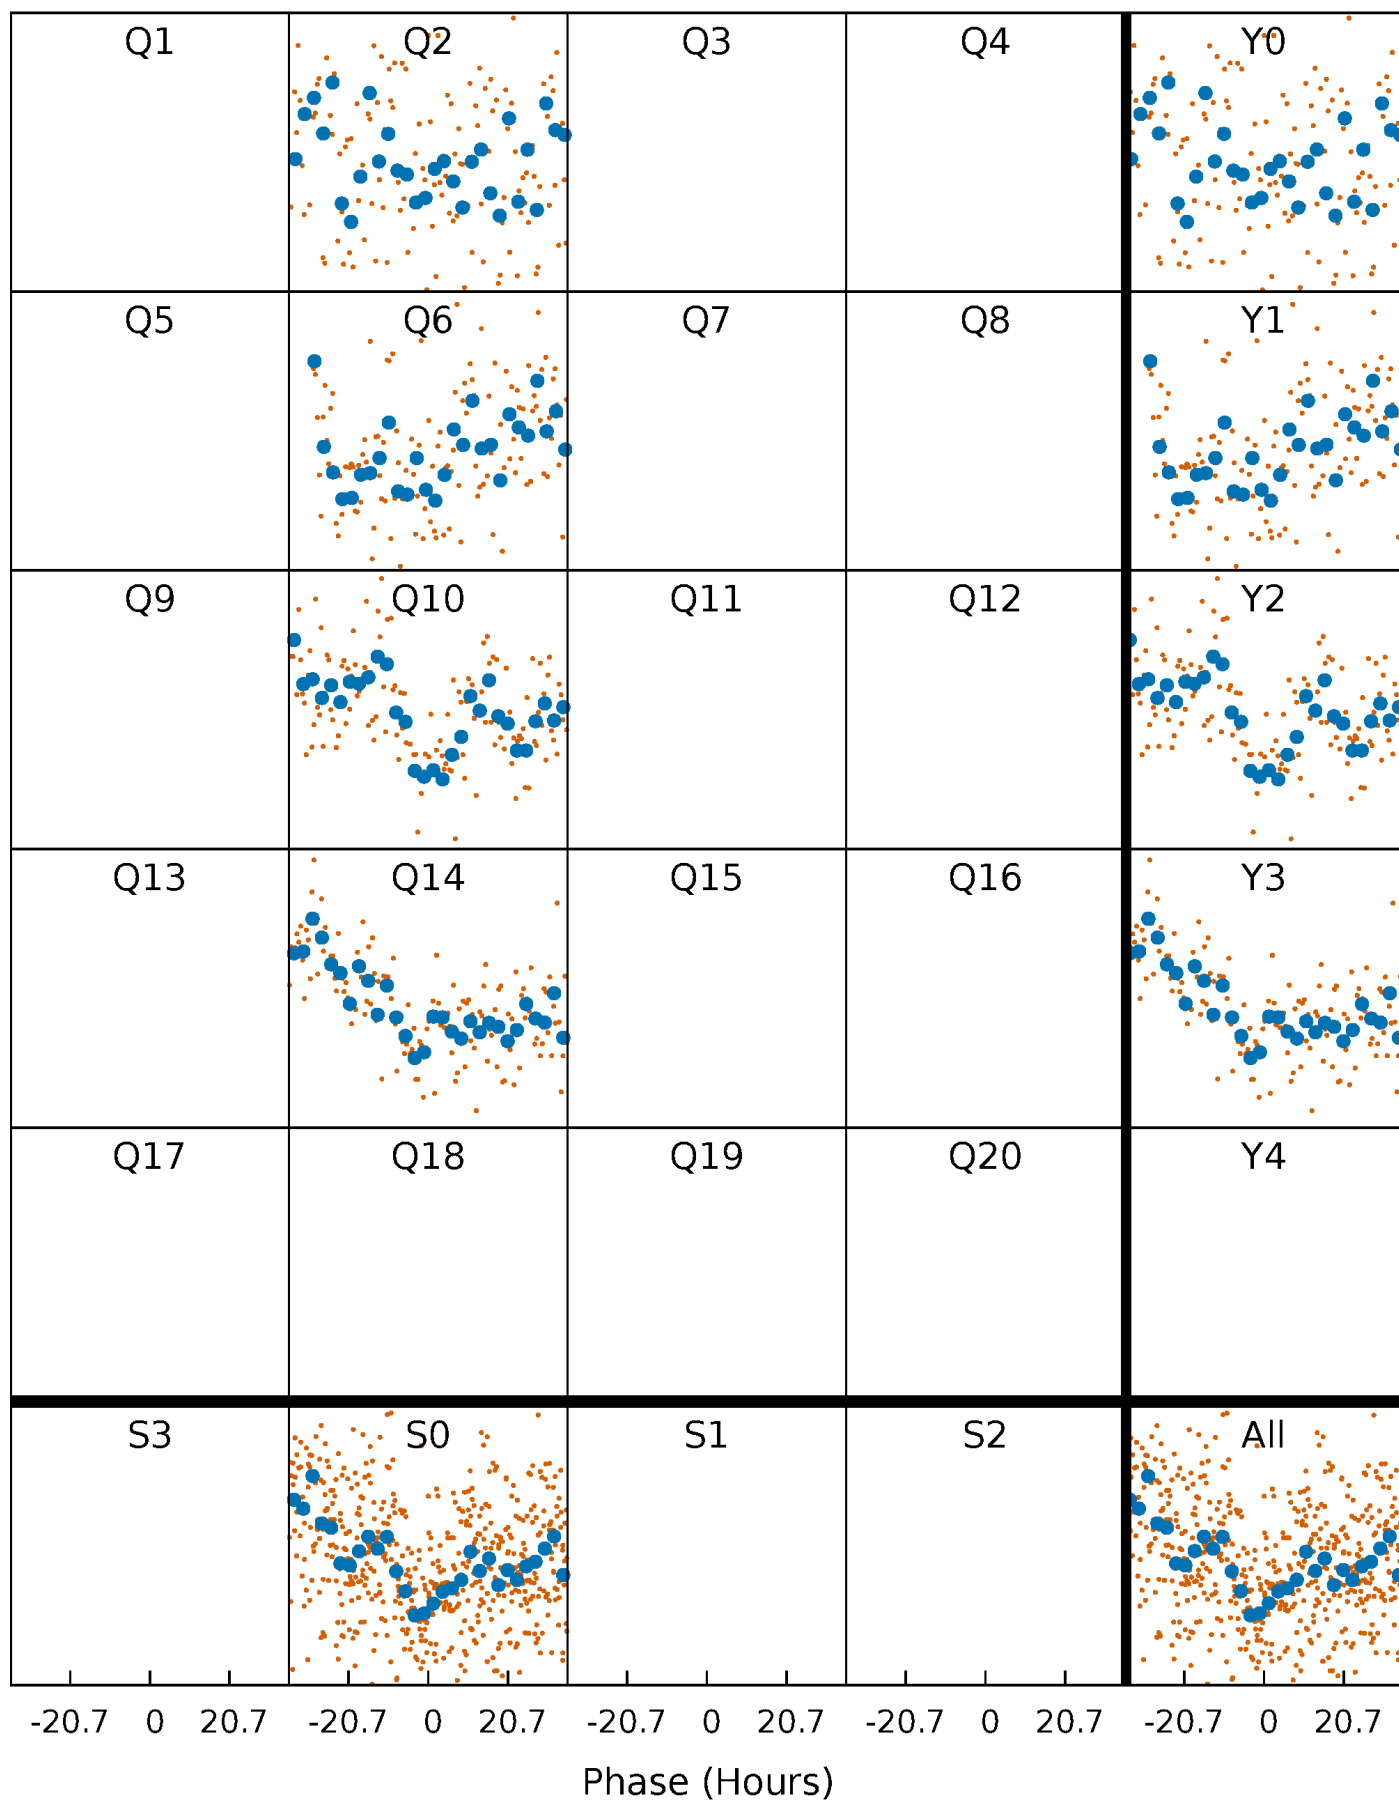 Q1 Q2 Q3 Q4 Y0
Q5 Q6 Q7 Q8 Y1
Q9 Q10 Q11 Q12 Y2
Q13 Q14 Q15 Q16 Y3
Q17 Q18 Q19 Q20 Y4
S3 S0 S1 S2 All
-20.7 0 20.7 -20.7 0 20.7 -20.7 0 20.7 -20.7 0 20.7 -20.7 0 20.7
Phase (Hours)